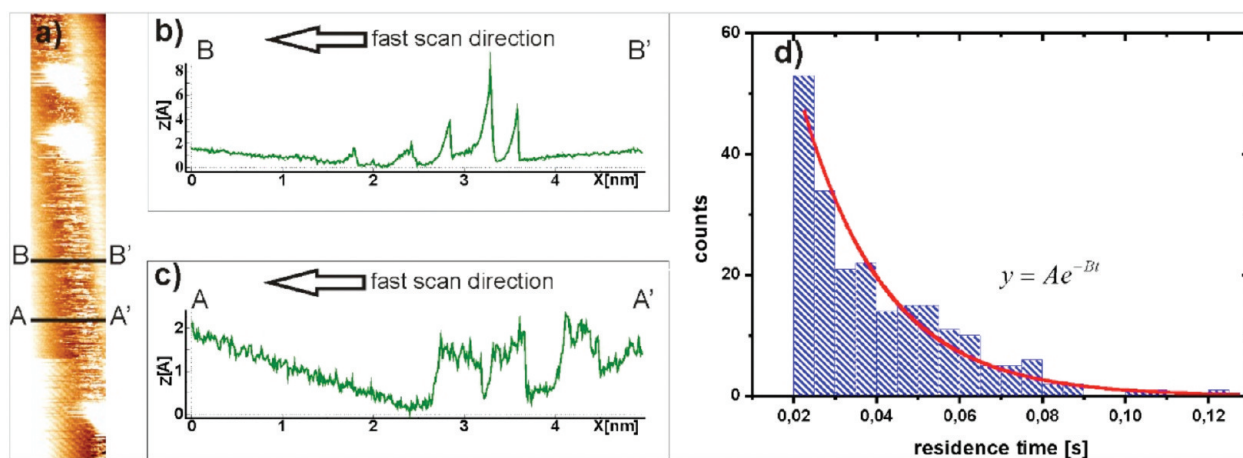 a)
B B'
A A'
b)
B B'
fast scan direction
Z[A]
8
6
4
2
0
0 1 2 3 4
X[nm]
c)
fast scan direction
A A'
Z[A]
2
1
0
0 1 2 3 4
X[nm]
d)
60
40
20
0
counts
y = Ae^{-Bt}
0,02 0,04 0,06 0,08 0,10 0,12
residence time [s]